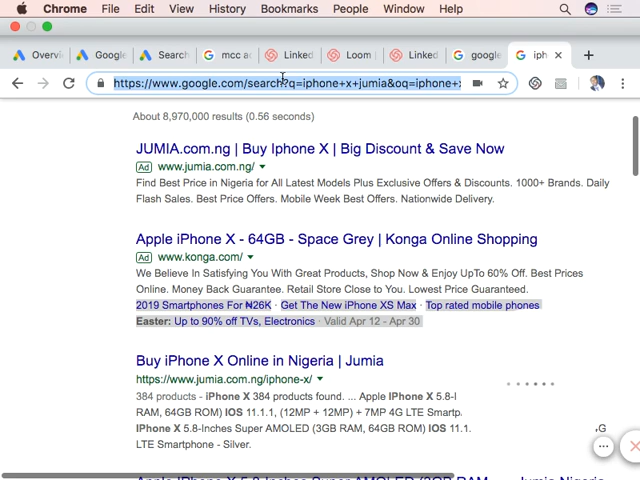 Chrome File Edit View History Bookmarks People Window Help
Overvi Google Search mcc a Linked Loom | Linked google iph
https://www.google.com/search?q=iphone+x+jumia&oq=iphone+x
About 8,970,000 results (0.56 seconds)
JUMIA.com.ng | Buy Iphone X | Big Discount & Save Now
Ad www.jumia.com.ng/
Find Best Price in Nigeria for All Latest Models Plus Exclusive Offers & Discounts. 1000+ Brands. Daily
Flash Sales. Best Price Offers. Mobile Week Best Offers. Nationwide Delivery.
Apple iPhone X - 64GB - Space Grey | Konga Online Shopping
Ad www.konga.com/
We Believe In Satisfying You With Great Products, Shop Now & Enjoy UpTo 60% Off. Best Prices
Online. Money Back Guarantee. Retail Store Close to You. Lowest Price Guaranteed.
2019 Smartphones For ₦26K · Get The New iPhone XS Max · Top rated mobile phones
Easter: Up to 90% off TVs, Electronics · Valid Apr 12 - Apr 30
Buy iPhone X Online in Nigeria | Jumia
https://www.jumia.com.ng/iphone-x/
384 products - iPhone X 384 products found. ... Apple IPhone X 5.8-I
RAM, 64GB ROM) IOS 11.1.1, (12MP + 12MP) + 7MP 4G LTE Smartp.
IPhone X 5.8-Inches Super AMOLED (3GB RAM, 64GB ROM) IOS 11.1. G
LTE Smartphone - Silver.